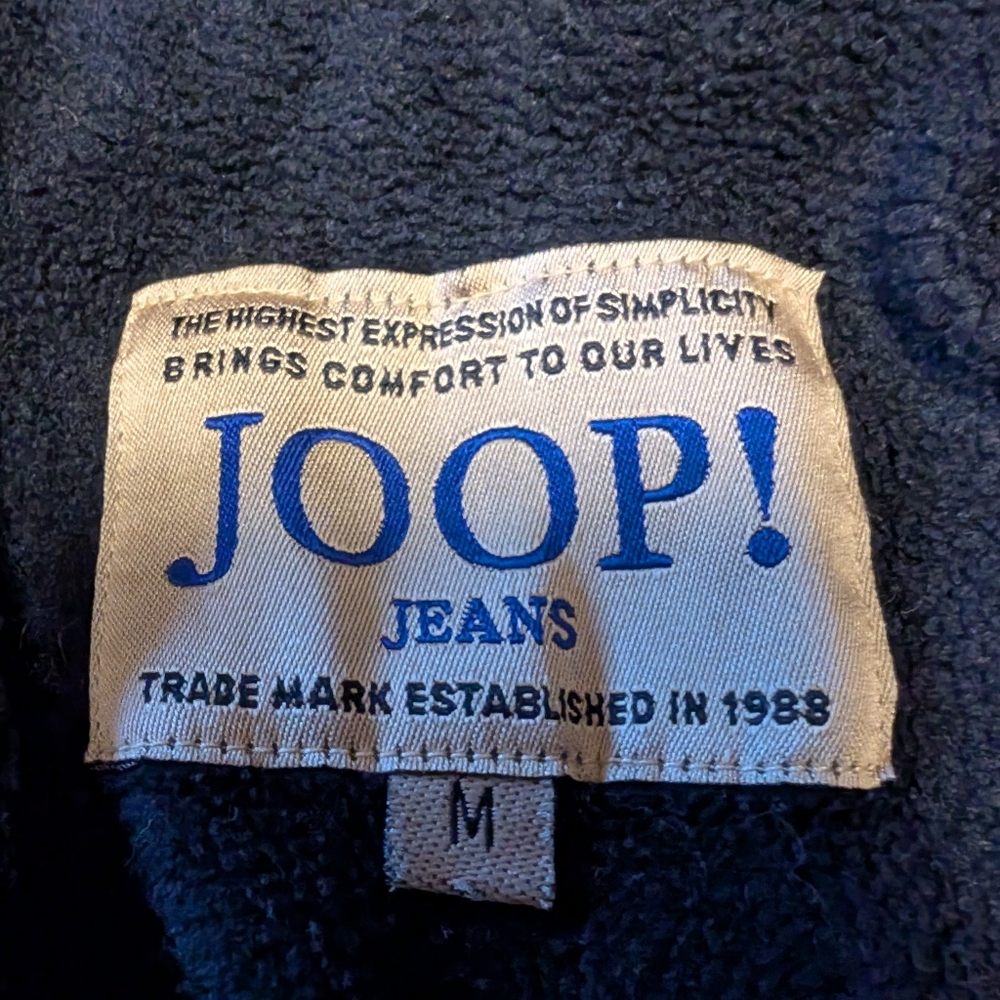 THE HIGHEST EXPRESSION OF SIMPLICITY
BRINGS COMFORT TO OUR LIVES
JOOP!
JEANS
TRADE MARK ESTABLISHED IN 1988
M